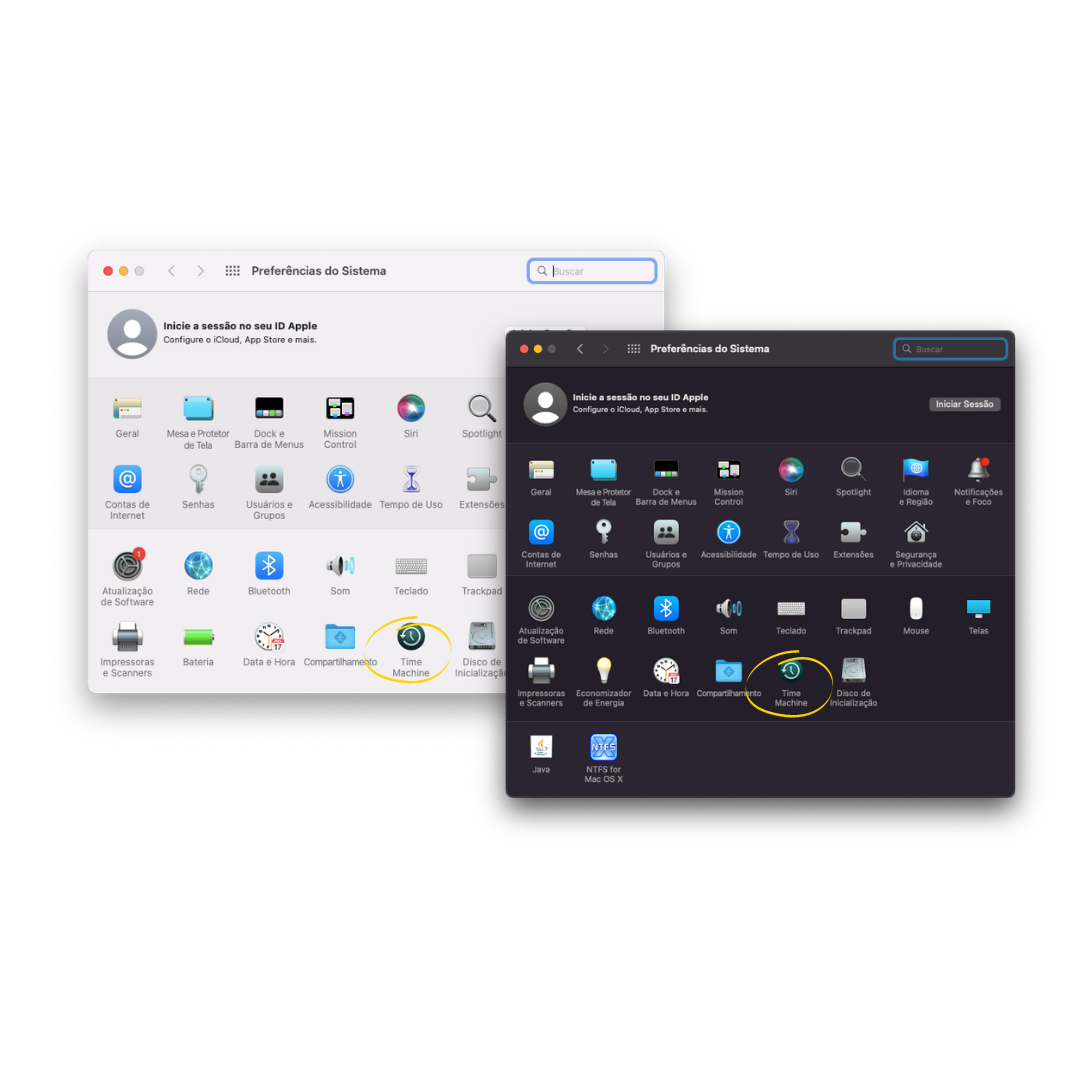 Preferências do Sistema
Buscar
Inicie a sessão no seu ID Apple
Configure o iCloud, App Store e mais.
Geral
Mesa e Protetor
de Tela
Dock e
Barra de Menus
Mission
Control
Siri
Spotlight
Contas de
Internet
Senhas
Usuários e
Grupos
Acessibilidade
Tempo de Uso
Extensões
1
Atualização
de Software
Rede
Bluetooth
Som
Teclado
Trackpad
Impressoras
e Scanners
Bateria
JAN
17
Data e Hora
Compartilhamento
Time
Machine
Disco de
Inicialização
Preferências do Sistema
Buscar
Inicie a sessão no seu ID Apple
Configure o iCloud, App Store e mais.
Iniciar Sessão
Geral
Mesa e Protetor
de Tela
Dock e
Barra de Menus
Mission
Control
Siri
Spotlight
Idioma
e Região
Notificações
e Foco
Contas de
Internet
Senhas
Usuários e
Grupos
Acessibilidade
Tempo de Uso
Extensões
Segurança
e Privacidade
Atualização
de Software
Rede
Bluetooth
Som
Teclado
Trackpad
Mouse
Telas
Impressoras
e Scanners
Economizador
de Energia
17
Data e Hora
Compartilhamento
Time
Machine
Disco de
Inicialização
Java
NTFS
NTFS for
Mac OS X